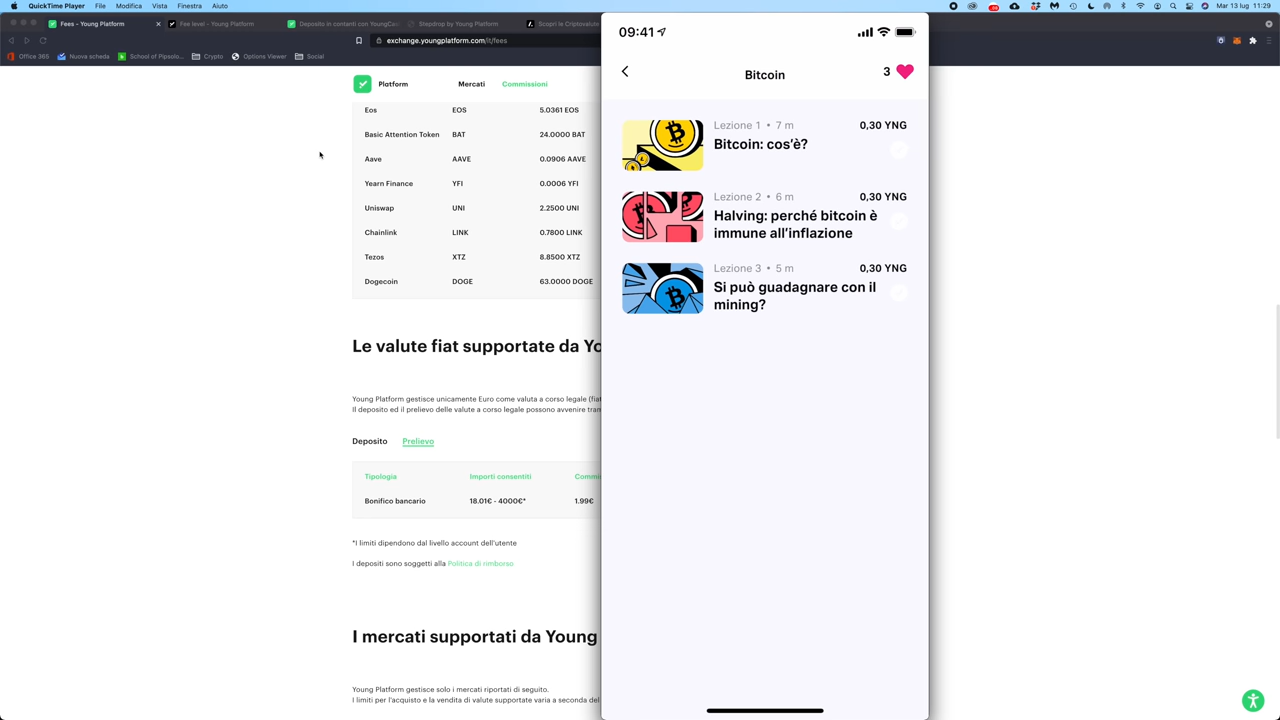 QuickTime Player File Modifica Vista Finestra Aiuto
Mar 13 lug 11:29
Fees – Young Platform
Fee level – Young Platform
Deposito in contanti con YoungCas
Stepdrop by Young Platform
Scopri le Criptovalute
exchange.youngplatform.com/it/fees
Office 365
Nuova scheda
School of Pipsolo...
Crypto
Options Viewer
Social
Platform
Mercati
Commissioni
Eos EOS 5.0361 EOS
Basic Attention Token BAT 24.0000 BAT
Aave AAVE 0.0906 AAVE
Yearn Finance YFI 0.0006 YFI
Uniswap UNI 2.2500 UNI
Chainlink LINK 0.7800 LINK
Tezos XTZ 8.8500 XTZ
Dogecoin DOGE 63.0000 DOGE
Le valute fiat supportate da Yo
Young Platform gestisce unicamente Euro come valuta a corso legale (fiat
Il deposito ed il prelievo delle valute a corso legale possono avvenire tram
Deposito Prelievo
Tipologia Importi consentiti Commi
Bonifico bancario 18.01€ - 4000€* 1.99€
*I limiti dipendono dal livello account dell'utente
I depositi sono soggetti alla Politica di rimborso
I mercati supportati da Young
Young Platform gestisce solo i mercati riportati di seguito.
I limiti per l'acquisto e la vendita di valute supportate varia a seconda del
09:41
Bitcoin
3
Lezione 1 • 7 m 0,30 YNG
Bitcoin: cos'è?
Lezione 2 • 6 m 0,30 YNG
Halving: perché bitcoin è
immune all'inflazione
Lezione 3 • 5 m 0,30 YNG
Si può guadagnare con il
mining?